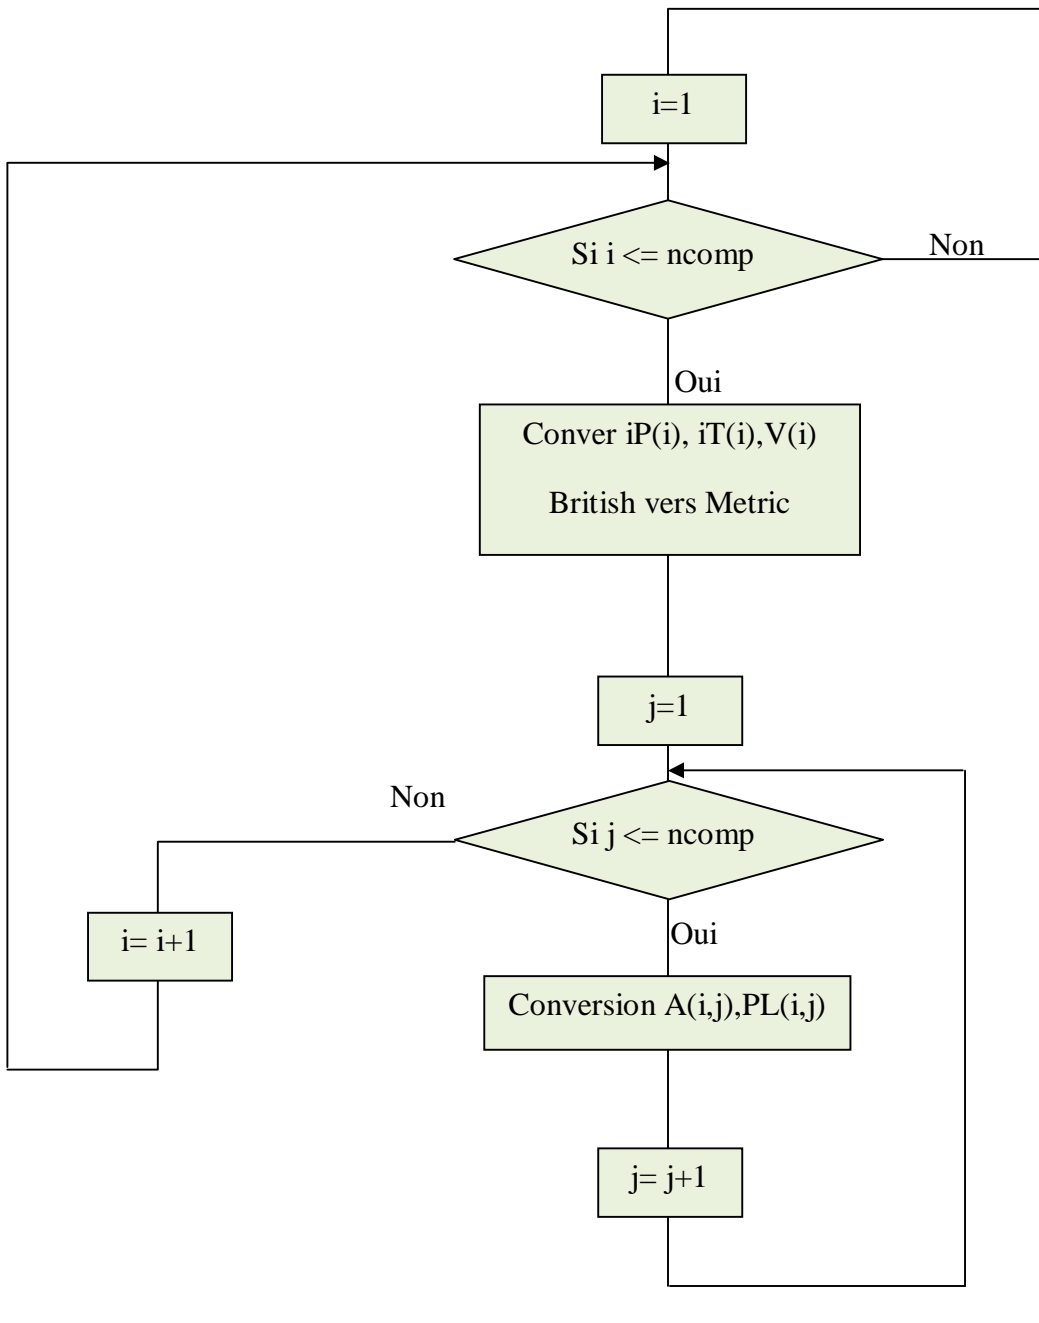 i=1
Si i <= ncomp
Non
Oui
Conver iP(i), iT(i),V(i)
British vers Metric
j=1
Non
Si j <= ncomp
Oui
i= i+1
Conversion A(i,j),PL(i,j)
j= j+1